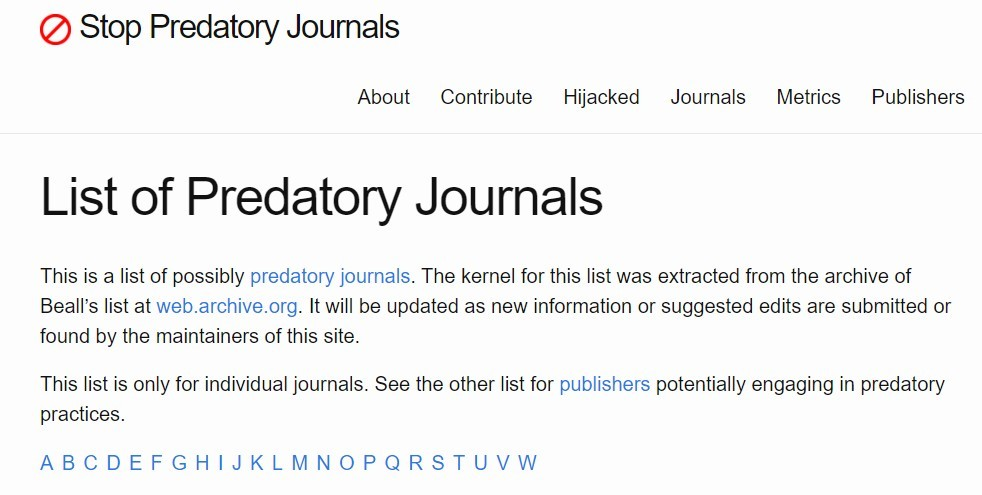 Stop Predatory Journals
About Contribute Hijacked Journals Metrics Publishers
List of Predatory Journals
This is a list of possibly predatory journals. The kernel for this list was extracted from the archive of
Beall’s list at web.archive.org. It will be updated as new information or suggested edits are submitted or
found by the maintainers of this site.
This list is only for individual journals. See the other list for publishers potentially engaging in predatory
practices.
A B C D E F G H I J K L M N O P Q R S T U V W